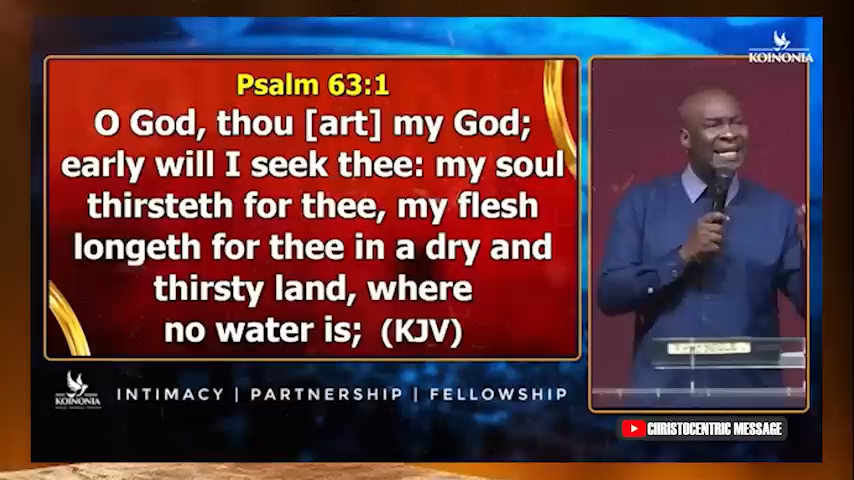 Psalm 63:1
O God, thou [art] my God;
early will I seek thee: my soul
thirsteth for thee, my flesh
longeth for thee in a dry and
thirsty land, where
no water is; (KJV)
KOINONIA
KOINONIA
INTIMACY | PARTNERSHIP | FELLOWSHIP
CHRISTOCENTRIC MESSAGE